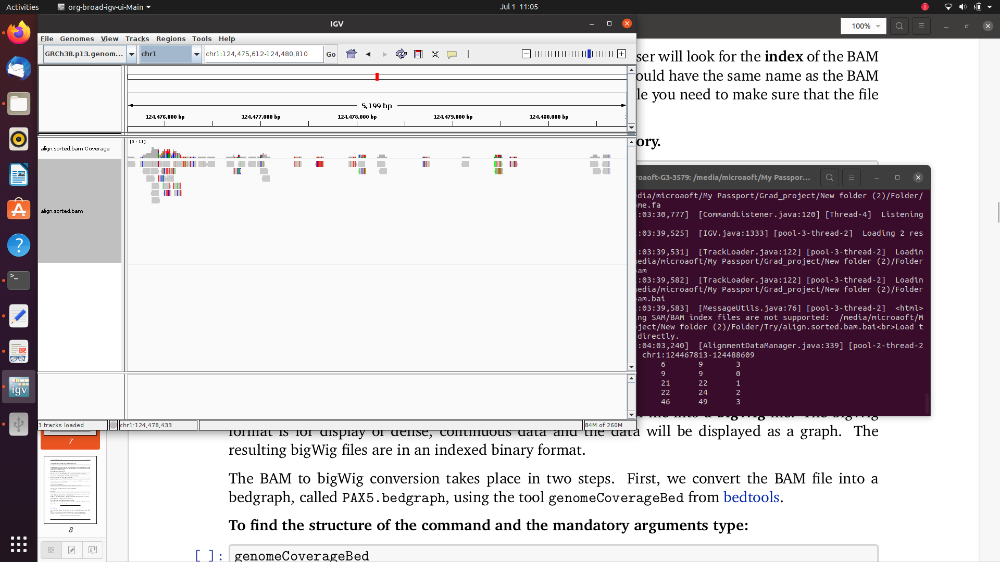 Activities
org-broad-igv-ui-Main
Jul 1 11:05
IGV
100%
File Genomes View Tracks Regions Tools Help
GRCh38.p13.genom...
chr1
chr1:124,475,612-124,480,810
Go
5,199 bp
124,476,000 bp 124,477,000 bp 124,478,000 bp 124,479,000 bp 124,480,000 bp
[0 - 11]
align.sorted.bam Coverage
align.sorted.bam
3 tracks loaded
chr1:124,478,433
84M of 260M
ser will look for the index of the BAM
ould have the same name as the BAM
le you need to make sure that the file
ory.
roaoft-G3-3579: /media/microaoft/My Passpor...
dia/microaoft/My Passport/Grad_project/New folder (2)/Folder/
me.fa
:03:30,777] [CommandListener.java:120] [Thread-4] Listening
:03:39,525] [IGV.java:1333] [pool-3-thread-2] Loading 2 res
:03:39,531] [TrackLoader.java:122] [pool-3-thread-2] Loadin
edia/microaoft/My Passport/Grad_project/New folder (2)/Folder
am
:03:39,582] [TrackLoader.java:122] [pool-3-thread-2] Loadin
edia/microaoft/My Passport/Grad_project/New folder (2)/Folder
am.bai
:03:39,583] [MessageUtils.java:76] [pool-3-thread-2] <html>
ng SAM/BAM index files are not supported: /media/microaoft/M
ject/New folder (2)/Folder/Try/align.sorted.bam.bai<br>Load t
directly.
:04:03,240] [AlignmentDataManager.java:339] [pool-2-thread-2
chr1:124467813-124488609
6 9 3
9 9 0
21 22 1
22 24 2
46 49 3
format is for display of dense, continuous data and the data will be displayed as a graph. The
resulting bigWig files are in an indexed binary format.
The BAM to bigWig conversion takes place in two steps. First, we convert the BAM file into a
bedgraph, called PAX5.bedgraph, using the tool genomeCoverageBed from bedtools.
To find the structure of the command and the mandatory arguments type:
[ ]: genomeCoverageBed
7
8
igv